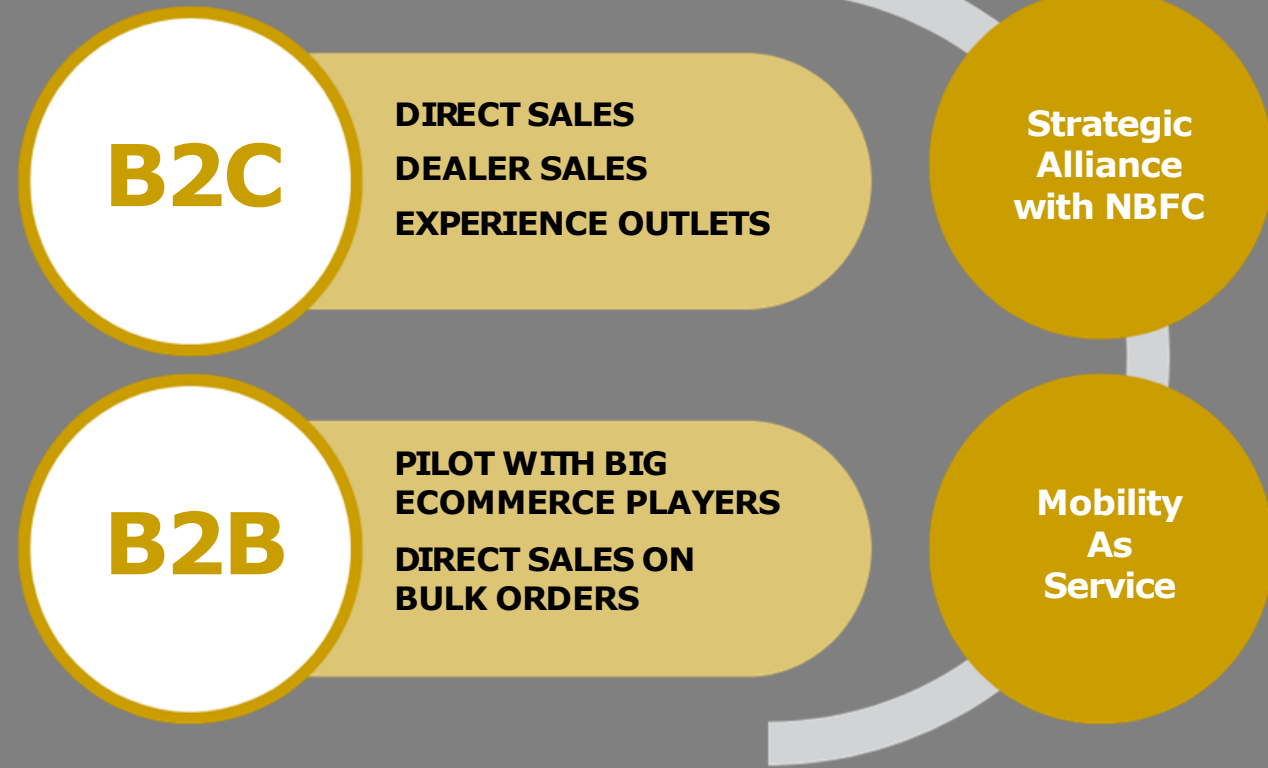 B2C
DIRECT SALES
DEALER SALES
EXPERIENCE OUTLETS
Strategic
Alliance
with NBFC
B2B
PILOT WITH BIG
ECOMMERCE PLAYERS
DIRECT SALES ON
BULK ORDERS
Mobility
As
Service